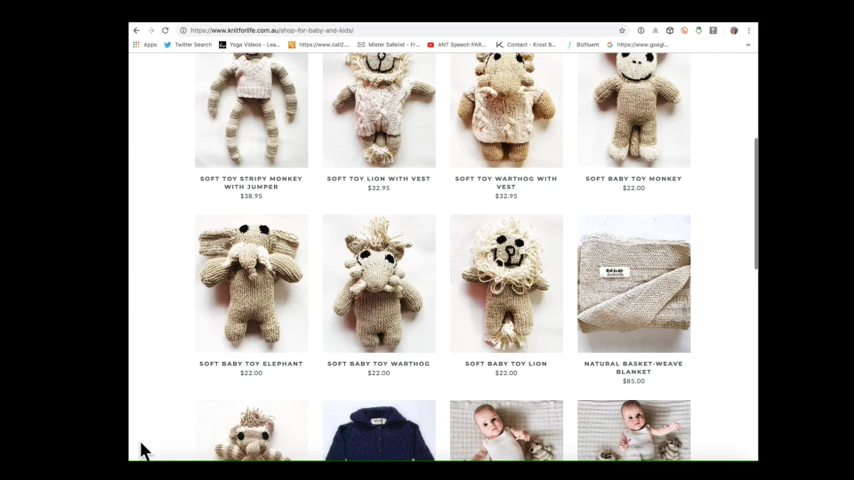 https://www.knitforlife.com.au/shop-for-baby-and-kids/
Apps Twitter Search Yoga Videos - Lea... https://www.call2... Mister Safelist - Fr... ANT Speech PAR... Contact - Krost B... Bizfluent https://www.googl... »
SOFT TOY STRIPY MONKEY WITH JUMPER
$38.95
SOFT TOY LION WITH VEST
$32.95
SOFT TOY WARTHOG WITH VEST
$32.95
SOFT BABY TOY MONKEY
$22.00
SOFT BABY TOY ELEPHANT
$22.00
SOFT BABY TOY WARTHOG
$22.00
SOFT BABY TOY LION
$22.00
NATURAL BASKET-WEAVE BLANKET
$85.00